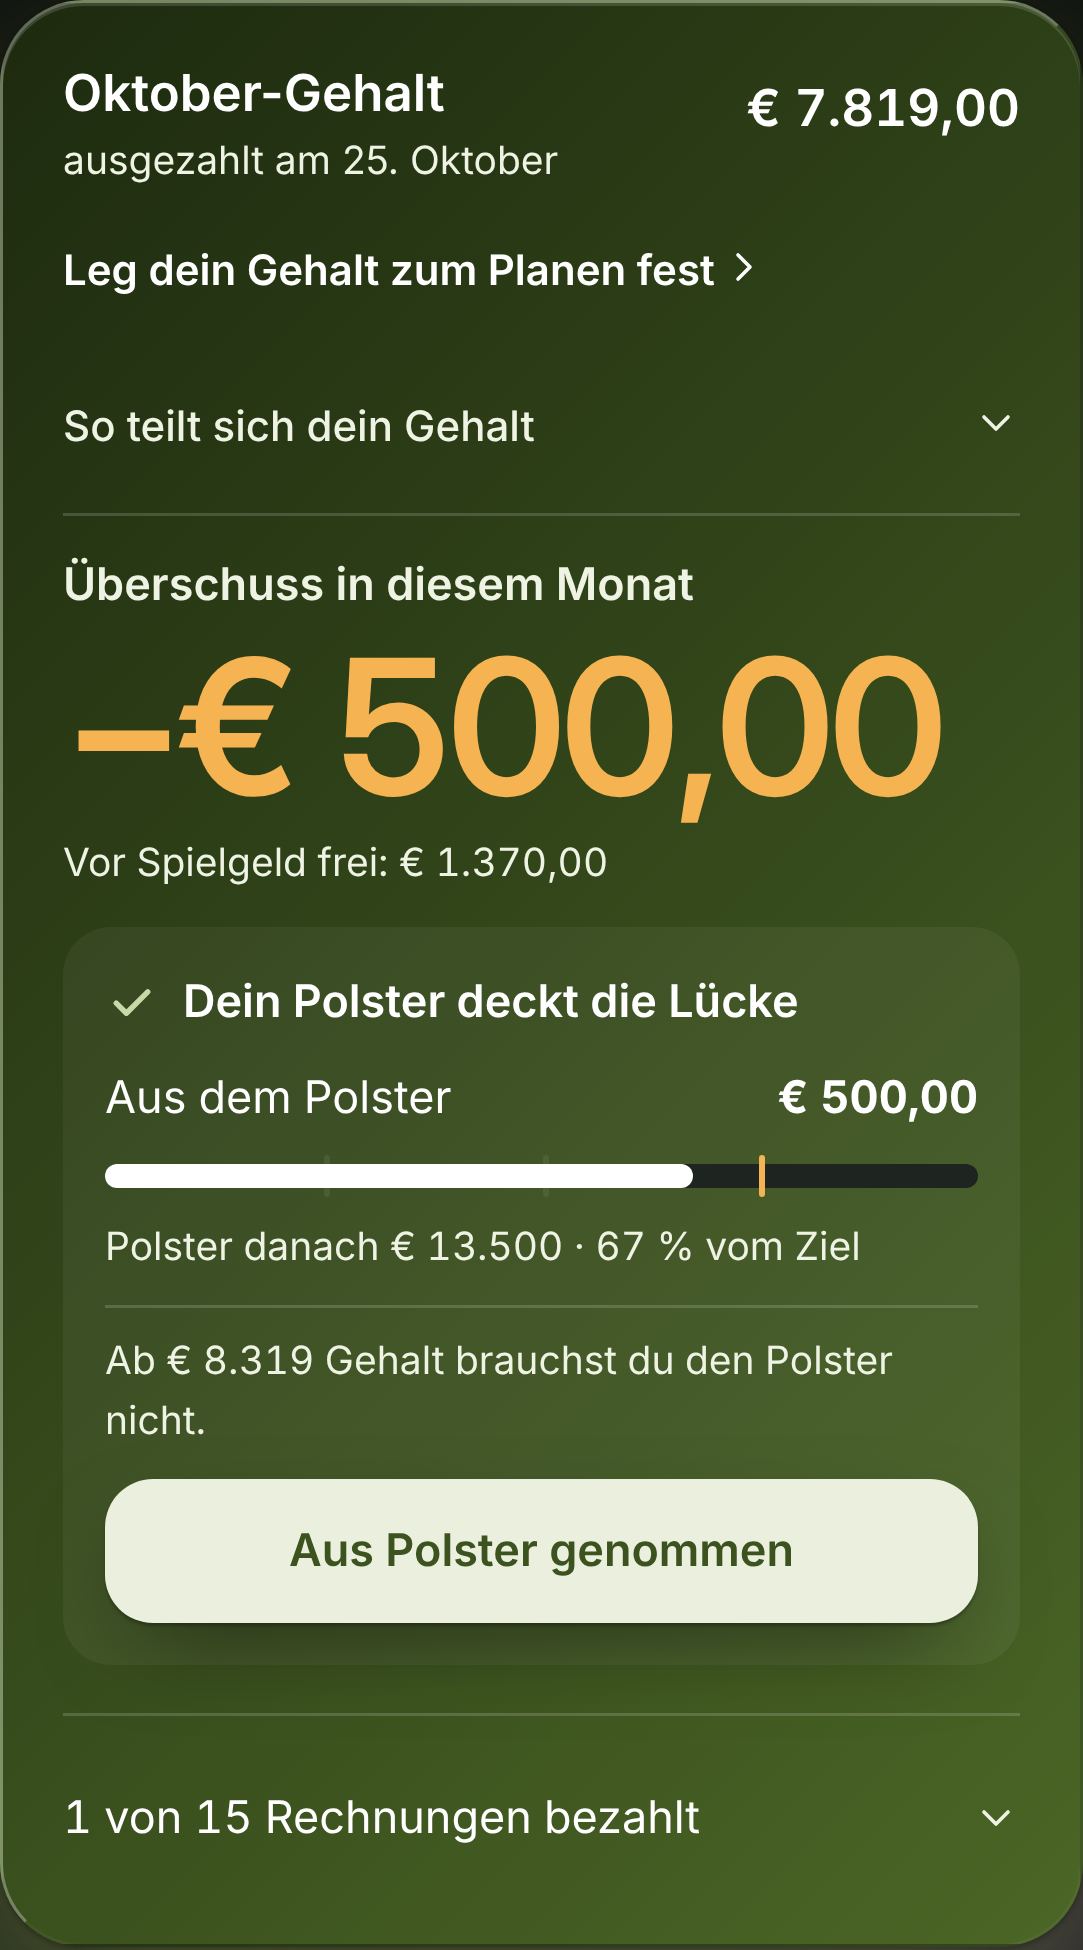 Oktober-Gehalt
€ 7.819,00
ausgezahlt am 25. Oktober
Leg dein Gehalt zum Planen fest
So teilt sich dein Gehalt
Überschuss in diesem Monat
–€ 500,00
Vor Spielgeld frei: € 1.370,00
Dein Polster deckt die Lücke
Aus dem Polster
€ 500,00
Polster danach € 13.500 · 67 % vom Ziel
Ab € 8.319 Gehalt brauchst du den Polster
nicht.
Aus Polster genommen
1 von 15 Rechnungen bezahlt